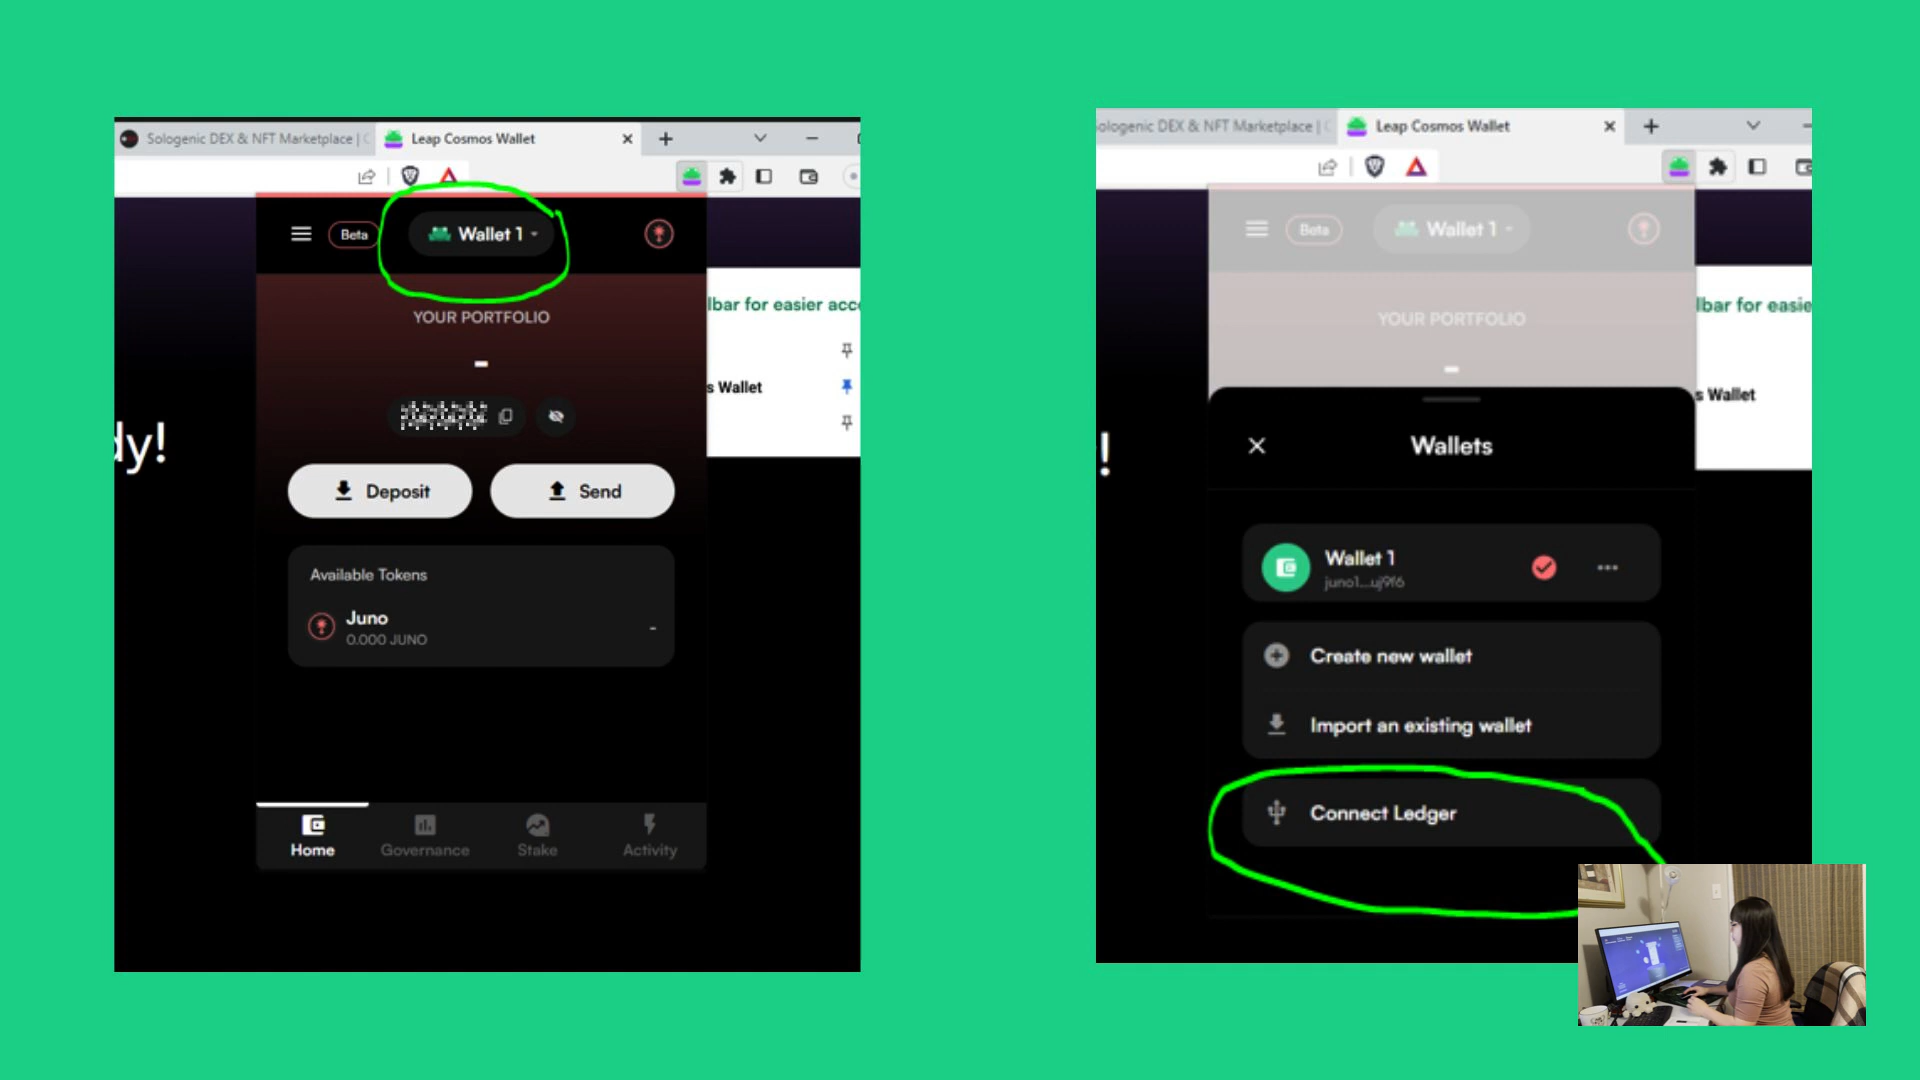 Sologenic DEX & NFT Marketplace |
Leap Cosmos Wallet
Beta
Wallet 1
YOUR PORTFOLIO
-
lbar for easier acce
s Wallet
dy!
Deposit
Send
Available Tokens
Juno
0.000 JUNO
-
Home
Governance
Stake
Activity
ologenic DEX & NFT Marketplace |
Leap Cosmos Wallet
Beta
Wallet 1
YOUR PORTFOLIO
-
lbar for easie
s Wallet
!
Wallets
Wallet 1
juno1...uj9f6
Create new wallet
Import an existing wallet
Connect Ledger